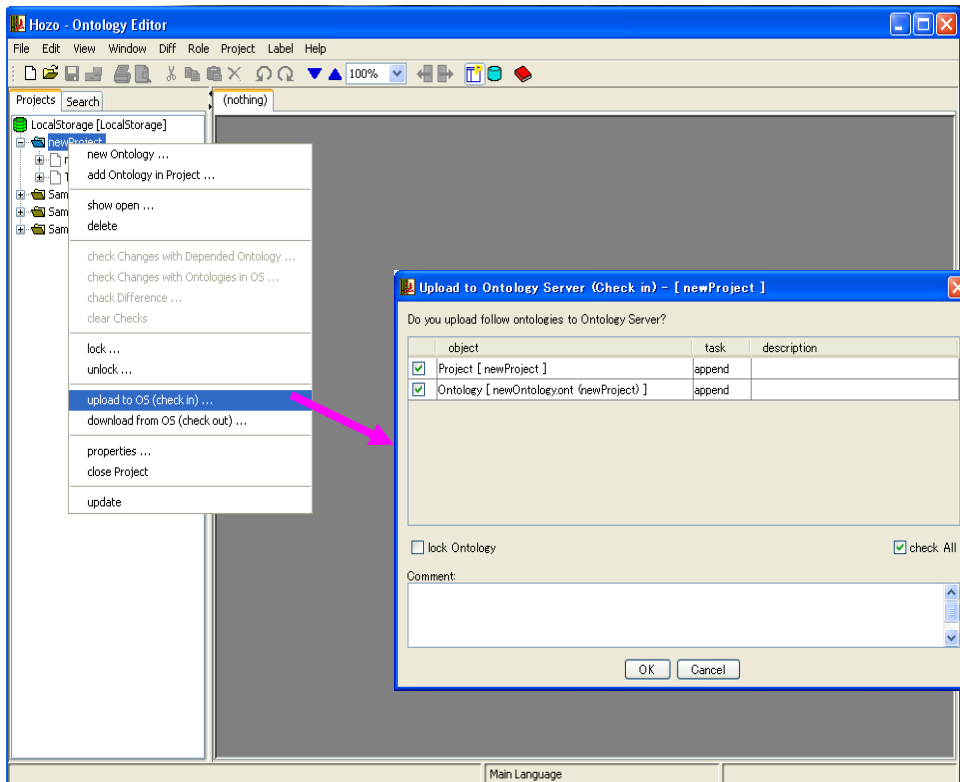 Hozo - Ontology Editor
File Edit View Window Diff Role Project Label Help
100%
Projects Search
(nothing)
LocalStorage [LocalStorage]
newProject
Sam
Sam
Sam
new Ontology ...
add Ontology in Project ...
show open ...
delete
check Changes with Depended Ontology ...
check Changes with Ontologies in OS ...
chack Difference ...
clear Checks
lock ...
unlock ...
upload to OS (check in) ...
download from OS (check out) ...
properties ...
close Project
update
Upload to Ontology Server (Check in) - [ newProject ]
Do you upload follow ontologies to Ontology Server?
object task description
Project [ newProject ] append
Ontology [ newOntology.ont (newProject) ] append
lock Ontology
check All
Comment:
OK Cancel
Main Language